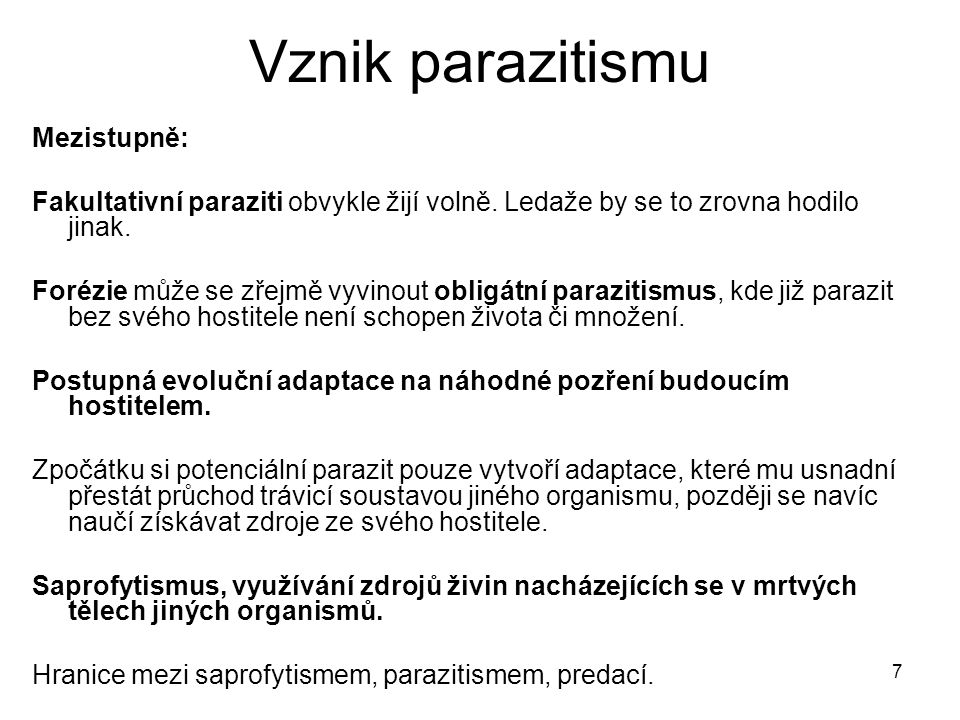 Vznik parazitismu
Mezistupně:
Fakultativní paraziti obvykle žijí volně. Ledaže by se to zrovna hodilo
jinak.
Forézie může se zřejmě vyvinout obligátní parazitismus, kde již parazit
bez svého hostitele není schopen života či množení.
Postupná evoluční adaptace na náhodné pozření budoucím
hostitelem.
Zpočátku si potenciální parazit pouze vytvoří adaptace, které mu usnadní
přestát průchod trávicí soustavou jiného organismu, později se navíc
naučí získávat zdroje ze svého hostitele.
Saprofytismus, využívání zdrojů živin nacházejících se v mrtvých
tělech jiných organismů.
Hranice mezi saprofytismem, parazitismem, predací.
7